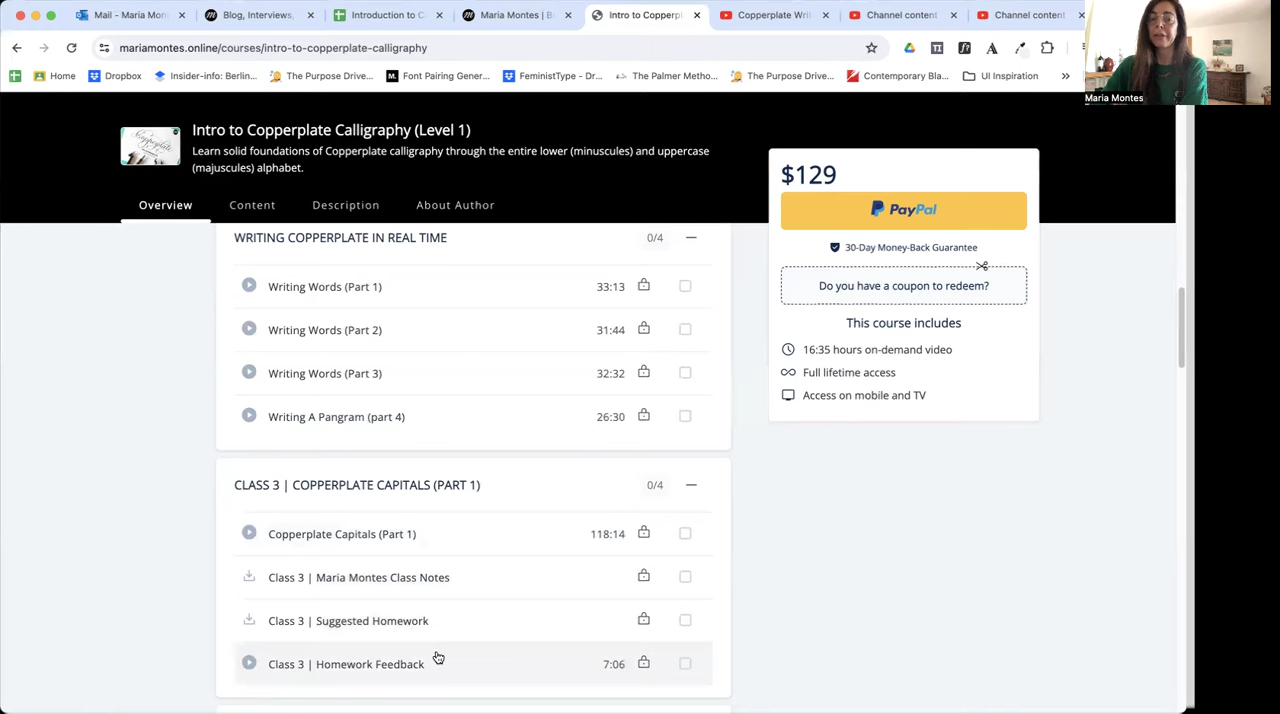 Mail - Maria Mon
Blog, Interview
Introduction to C
Maria Montes | I
Intro to Copperpl
Copperplate Writ
Channel content
Channel content
mariamontes.online/courses/intro-to-copperplate-calligraphy
Home
Dropbox
Insider-info: Berlin...
The Purpose Drive...
Font Pairing Gener...
FeministType – Dr...
The Palmer Metho...
The Purpose Drive...
Contemporary Bla...
UI Inspiration
»
Maria Montes
Intro to Copperplate Calligraphy (Level 1)
Learn solid foundations of Copperplate calligraphy through the entire lower (minuscules) and uppercase
(majuscules) alphabet.
Overview Content Description About Author
$129
PayPal
30-Day Money-Back Guarantee
Do you have a coupon to redeem?
This course includes
16:35 hours on-demand video
Full lifetime access
Access on mobile and TV
WRITING COPPERPLATE IN REAL TIME 0/4
Writing Words (Part 1) 33:13
Writing Words (Part 2) 31:44
Writing Words (Part 3) 32:32
Writing A Pangram (part 4) 26:30
CLASS 3 | COPPERPLATE CAPITALS (PART 1) 0/4
Copperplate Capitals (Part 1) 118:14
Class 3 | Maria Montes Class Notes
Class 3 | Suggested Homework
Class 3 | Homework Feedback 7:06